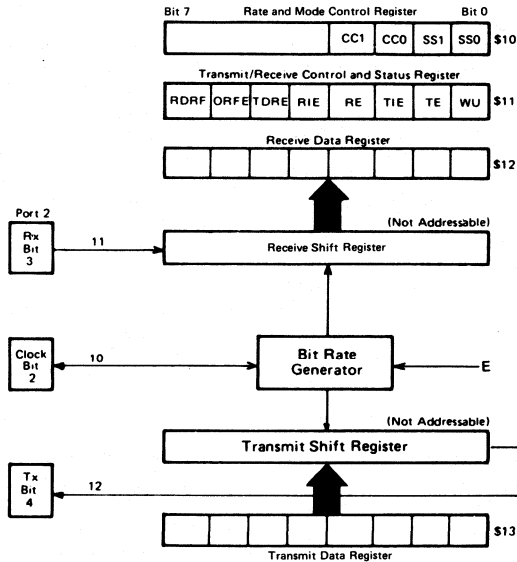 Bit 7 Rate and Mode Control Register Bit 0
CC1 CC0 SS1 SS0 $10
Transmit/Receive Control and Status Register
RDRF ORFE TDRE RIE RE TIE TE WU $11
Receive Data Register
$12
Port 2
(Not Addressable)
Rx
Bit
3
11
Receive Shift Register
Clock
Bit
2
10
Bit Rate
Generator
E
(Not Addressable)
Transmit Shift Register
Tx
Bit
4
12
$13
Transmit Data Register